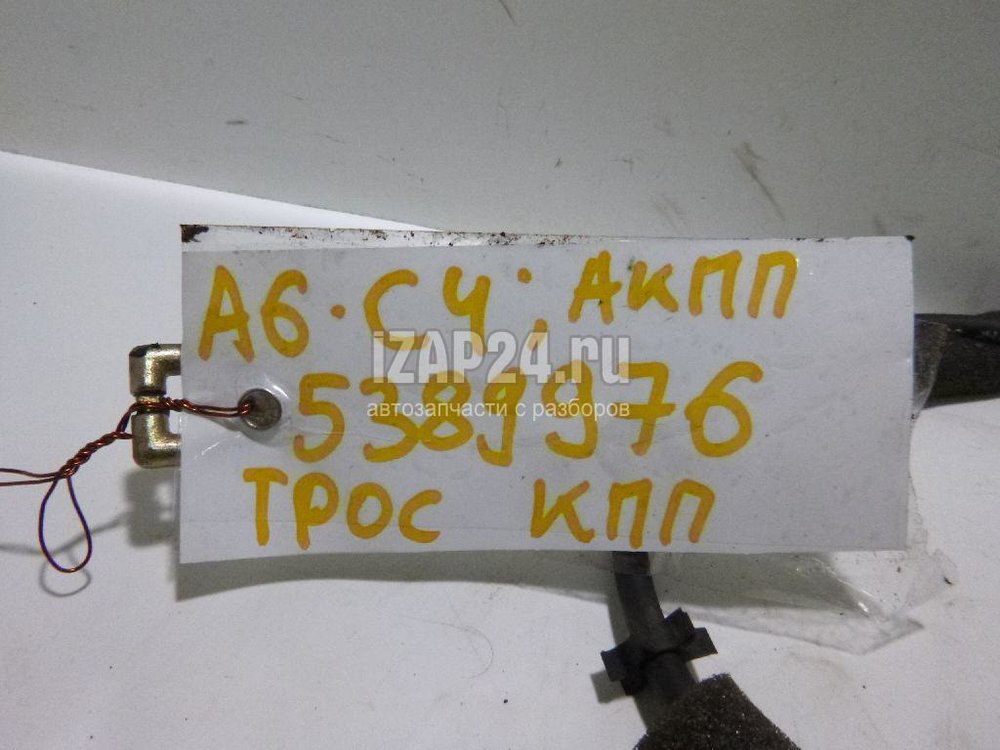 А6·С4; АКПП
iZAP24.ru
5389976
автозапчасти с разборов
ТРОС КПП